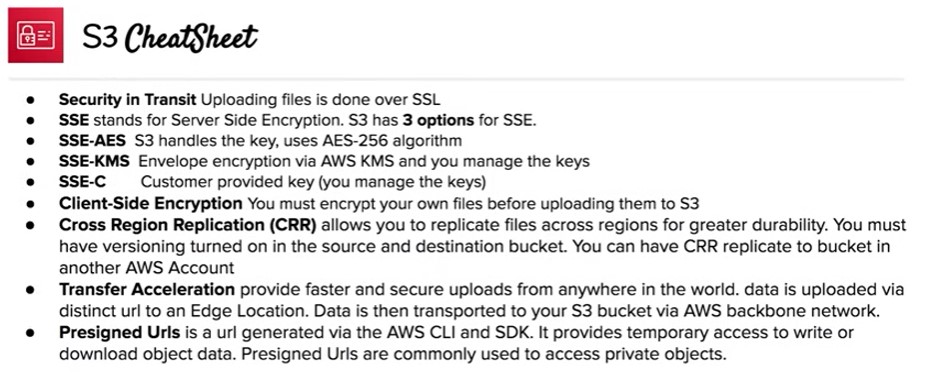 S3 CheatSheet
● Security in Transit Uploading files is done over SSL
● SSE stands for Server Side Encryption. S3 has 3 options for SSE.
● SSE-AES S3 handles the key, uses AES-256 algorithm
● SSE-KMS Envelope encryption via AWS KMS and you manage the keys
● SSE-C Customer provided key (you manage the keys)
● Client-Side Encryption You must encrypt your own files before uploading them to S3
● Cross Region Replication (CRR) allows you to replicate files across regions for greater durability. You must
have versioning turned on in the source and destination bucket. You can have CRR replicate to bucket in
another AWS Account
● Transfer Acceleration provide faster and secure uploads from anywhere in the world. data is uploaded via
distinct url to an Edge Location. Data is then transported to your S3 bucket via AWS backbone network.
● Presigned Urls is a url generated via the AWS CLI and SDK. It provides temporary access to write or
download object data. Presigned Urls are commonly used to access private objects.